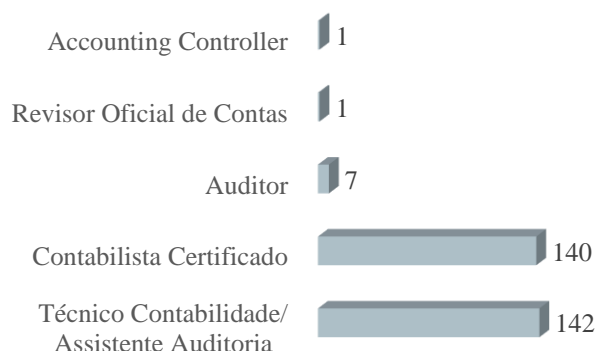 Accounting Controller 1
Revisor Oficial de Contas 1
Auditor 7
Contabilista Certificado 140
Técnico Contabilidade/
Assistente Auditoria 142